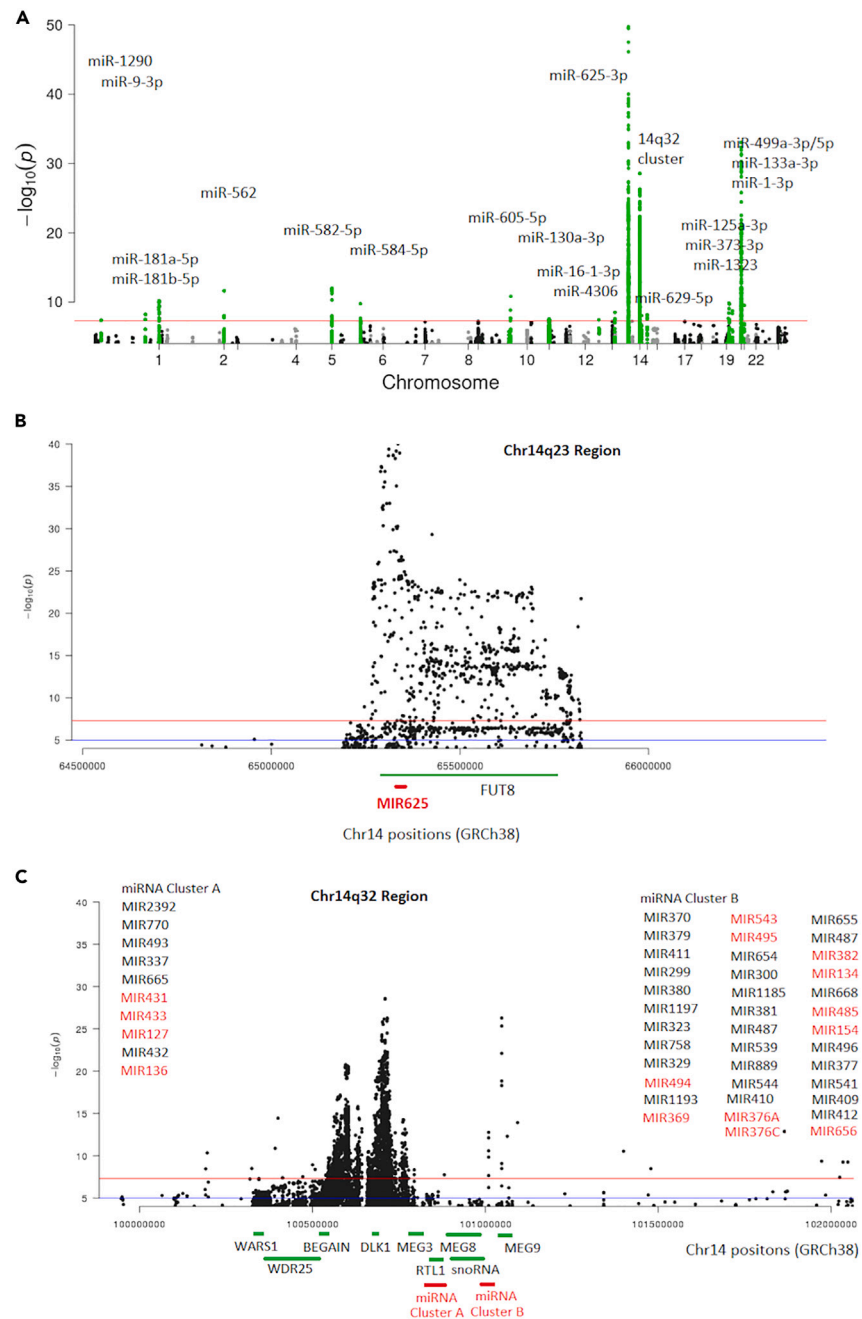 A
50
40
30
20
10
−log10(p)
miR-1290
miR-9-3p
miR-625-3p
14q32
cluster
miR-499a-3p/5p
miR-133a-3p
miR-1-3p
miR-562
miR-582-5p
miR-584-5p
miR-605-5p
miR-130a-3p
miR-125a-3p
miR-373-3p
miR-1323
miR-181a-5p
miR-181b-5p
miR-16-1-3p
miR-4306
miR-629-5p
1 2 4 5 6 7 8 10 12 14 17 19 22
Chromosome
B
Chr14q23 Region
40
35
30
25
20
15
10
5
−log10(p)
64500000 65000000 65500000 66000000
FUT8
MIR625
Chr14 positions (GRCh38)
C
Chr14q32 Region
miRNA Cluster A
MIR2392
MIR770
MIR493
MIR337
MIR665
MIR431
MIR433
MIR127
MIR432
MIR136
miRNA Cluster B
MIR370 MIR543 MIR655
MIR379 MIR495 MIR487
MIR411 MIR654 MIR382
MIR299 MIR300 MIR134
MIR380 MIR1185 MIR668
MIR1197 MIR381 MIR485
MIR323 MIR487 MIR154
MIR758 MIR539 MIR496
MIR329 MIR889 MIR377
MIR494 MIR544 MIR541
MIR1193 MIR410 MIR409
MIR369 MIR376A MIR412
MIR376C MIR656
40
35
30
25
20
15
10
5
−log10(p)
100000000 100500000 101000000 101500000 102000000
WARS1 BEGAIN DLK1 MEG3 MEG8 MEG9
WDR25 RTL1 snoRNA
miRNA
Cluster A
miRNA
Cluster B
Chr14 positons (GRCh38)